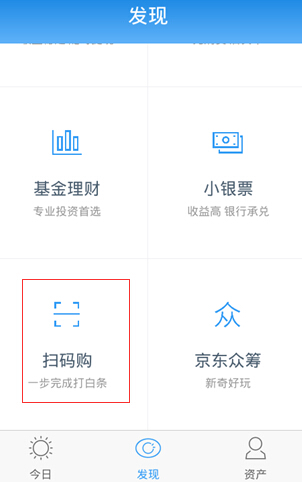 发现
基金理财
小银票
专业投资首选
收益高 银行承兑
众
扫码购
京东众筹
一步完成打白条
新奇好玩
今日
发现
资产